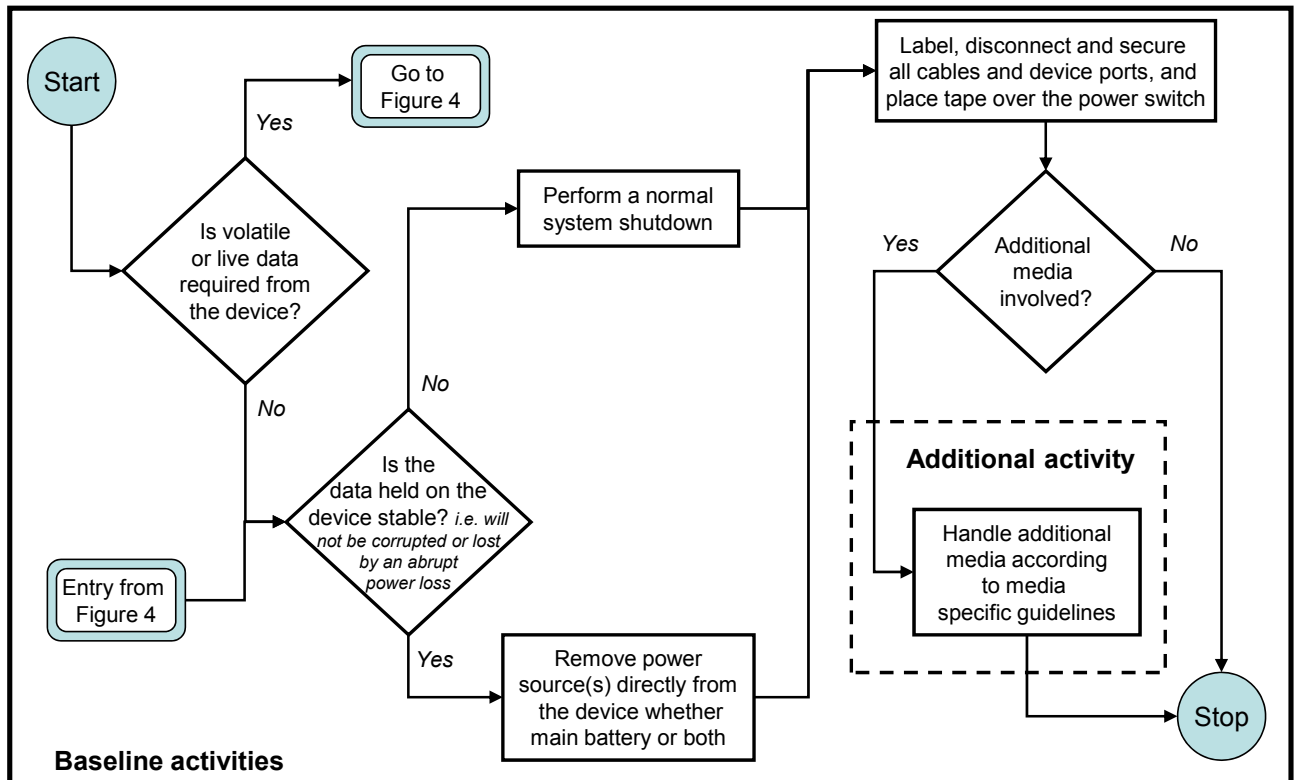 Start
Go to
Figure 4
Yes
Is volatile
or live data
required from
the device?
No
Entry from
Figure 4
Is the
data held on the
device stable? i.e. will
not be corrupted or lost
by an abrupt
power loss
No
Perform a normal
system shutdown
Yes
Remove power
source(s) directly from
the device whether
main battery or both
Label, disconnect and secure
all cables and device ports, and
place tape over the power switch
Additional
media
involved?
Yes
No
Additional activity
Handle additional
media according
to media
specific guidelines
Stop
Baseline activities